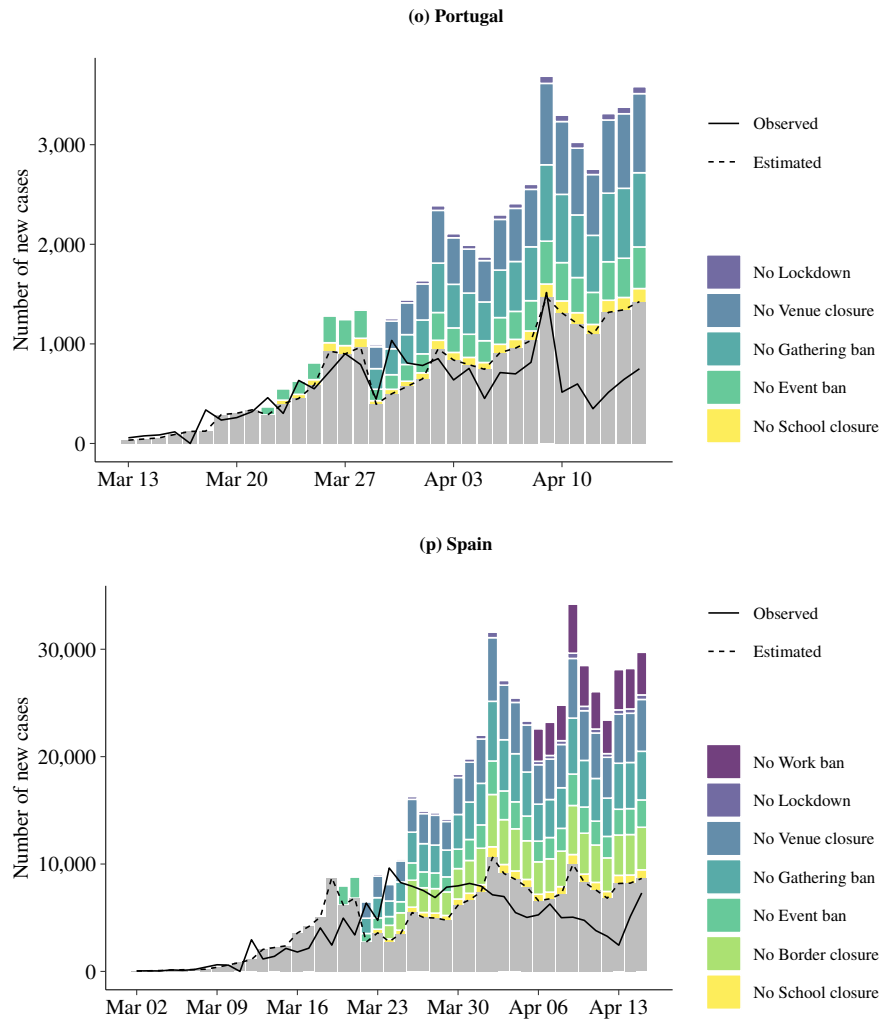 (o) Portugal
Number of new cases
3,000
2,000
1,000
0
Mar 13 Mar 20 Mar 27 Apr 03 Apr 10
Observed
Estimated
No Lockdown
No Venue closure
No Gathering ban
No Event ban
No School closure
(p) Spain
Number of new cases
30,000
20,000
10,000
0
Mar 02 Mar 09 Mar 16 Mar 23 Mar 30 Apr 06 Apr 13
Observed
Estimated
No Work ban
No Lockdown
No Venue closure
No Gathering ban
No Event ban
No Border closure
No School closure